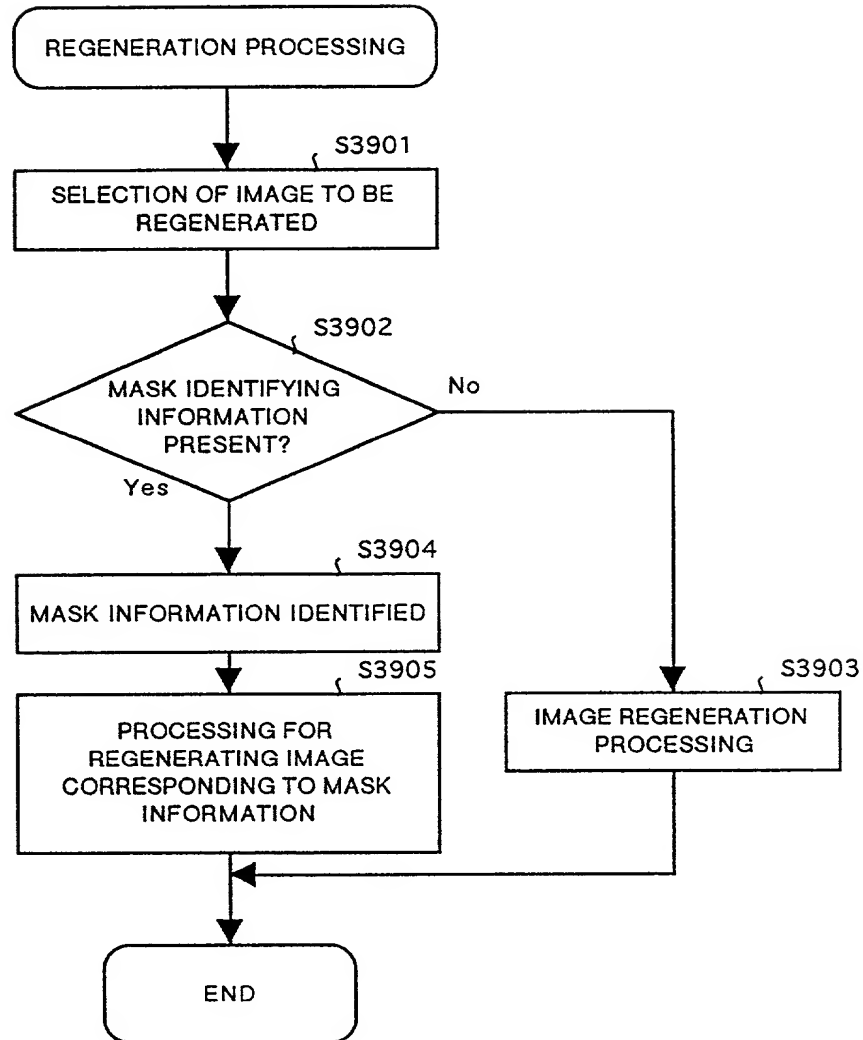 REGENERATION PROCESSING
S3901
SELECTION OF IMAGE TO BE
REGENERATED
S3902
MASK IDENTIFYING
INFORMATION
PRESENT?
No
Yes
S3904
MASK INFORMATION IDENTIFIED
S3905
PROCESSING FOR
REGENERATING IMAGE
CORRESPONDING TO MASK
INFORMATION
S3903
IMAGE REGENERATION
PROCESSING
END